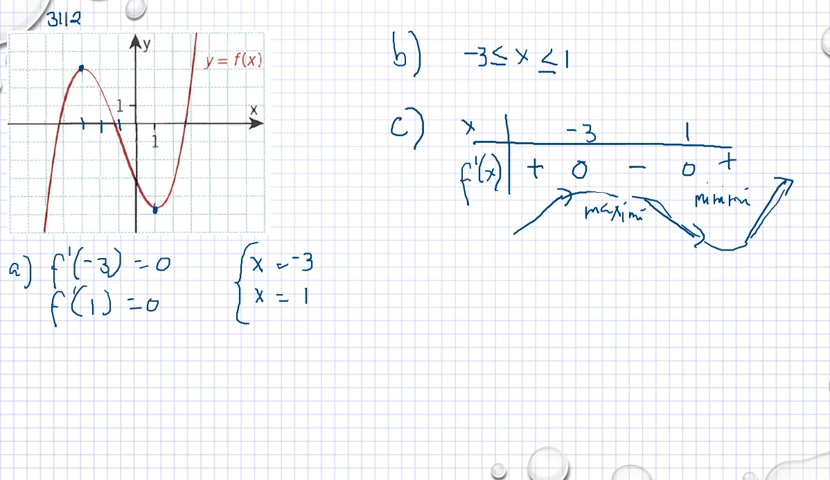 3112
y
y = f(x)
1
x
1
a) f'(-3) = 0
f'(1) = 0
x = -3
x = 1
b) -3 ≤ x ≤ 1
c) x -3 1
f'(x) + 0 - 0 +
maximi minimi